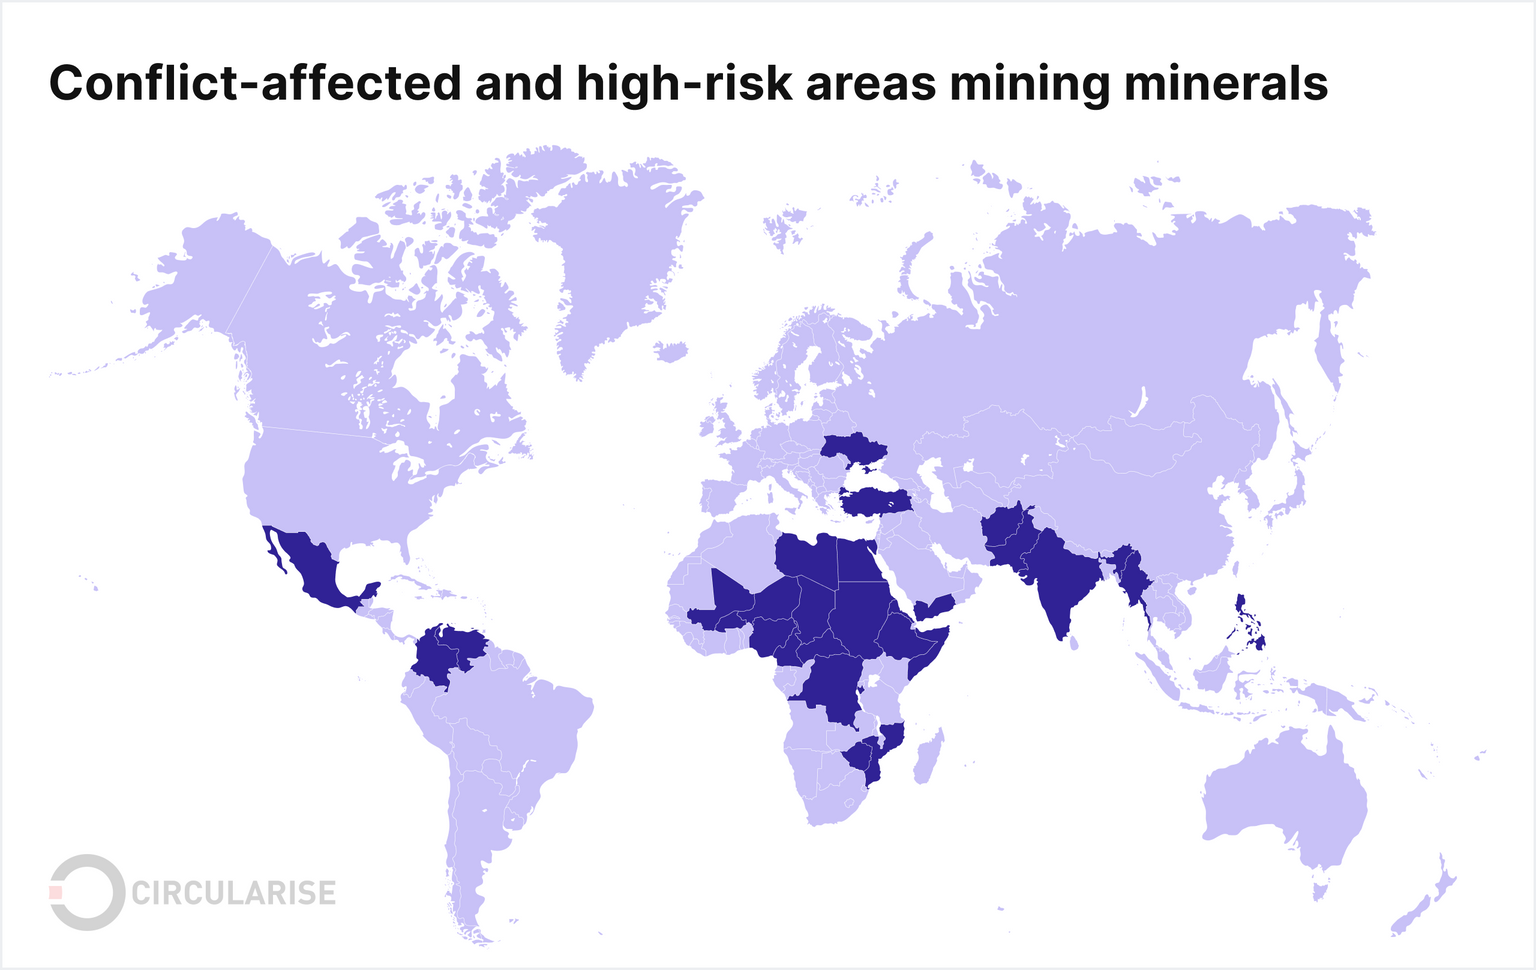 Conflict-affected and high-risk areas mining minerals
CIRCULARISE